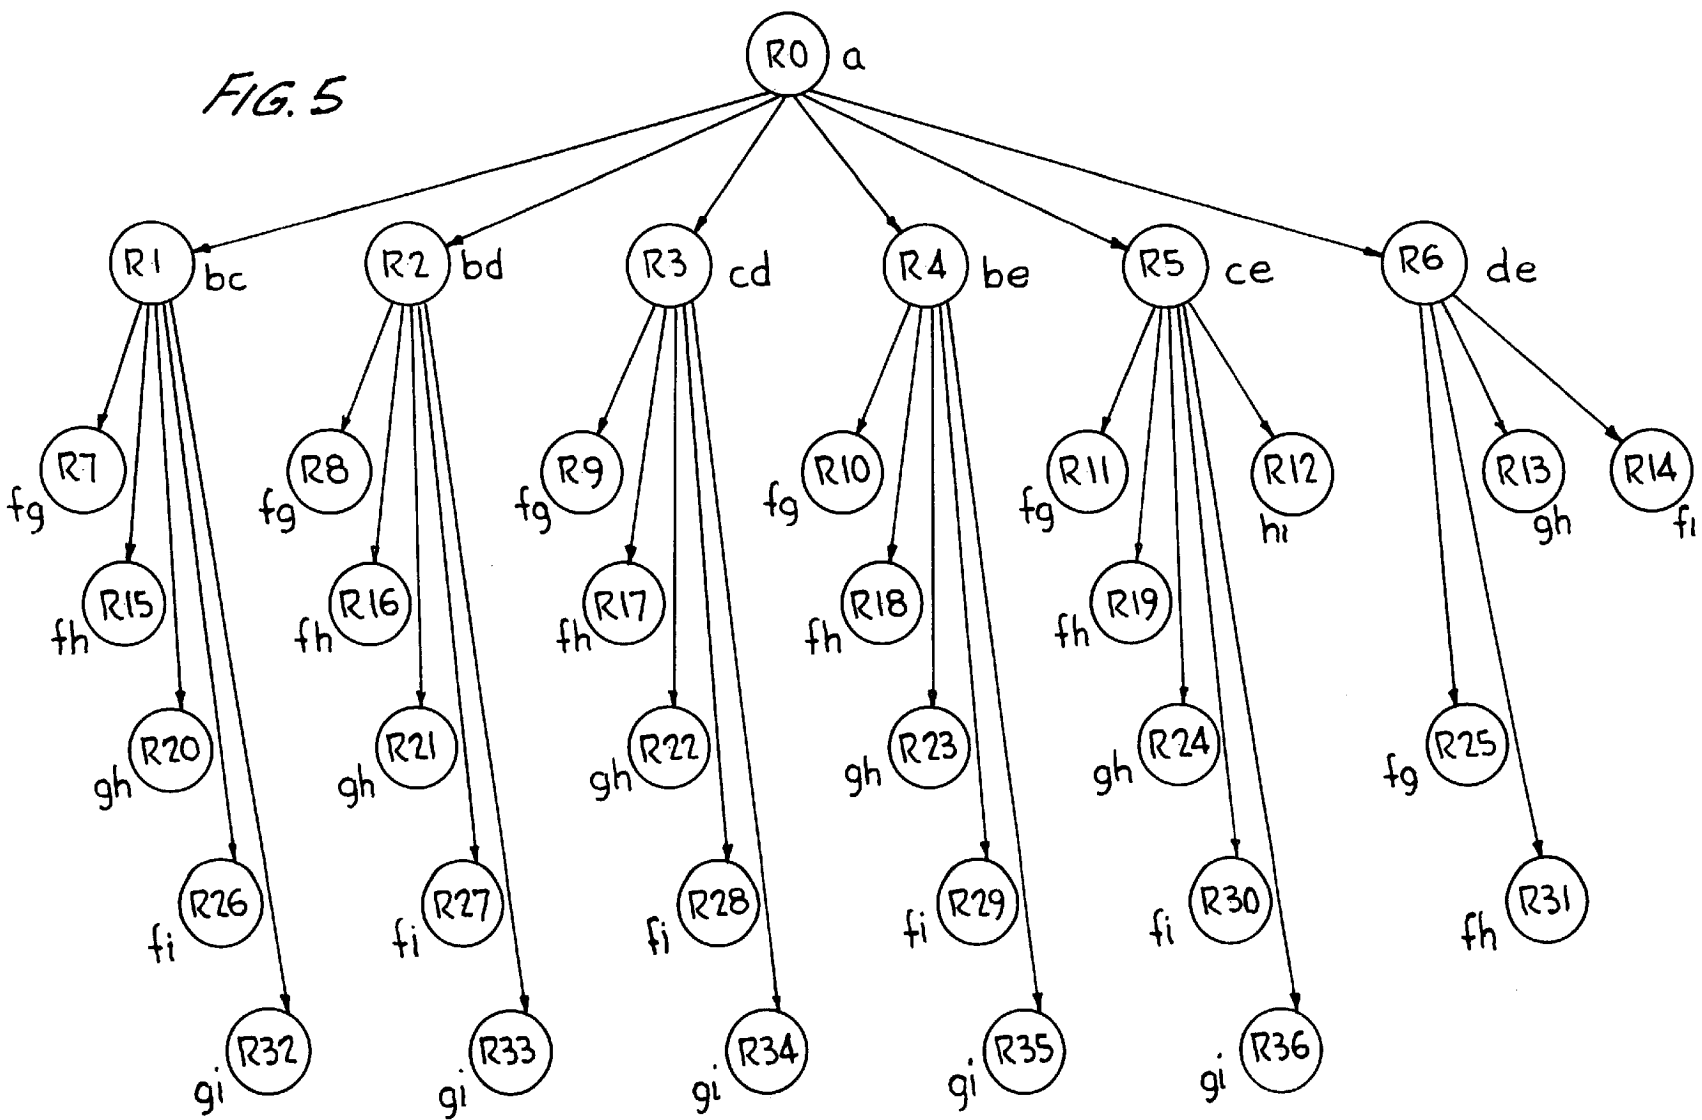 FIG. 5
R0 a
R1 bc
R2 bd
R3 cd
R4 be
R5 ce
R6 de
R7 fg
R8 fg
R9 fg
R10 fg
R11 fg
R12 hi
R13 gh
R14 fi
R15 fh
R16 fh
R17 fh
R18 fh
R19 fh
R20 gh
R21 gh
R22 gh
R23 gh
R24 gh
R25 fg
R26 fi
R27 fi
R28 fi
R29 fi
R30 fi
R31 fh
R32 gi
R33 gi
R34 gi
R35 gi
R36 gi